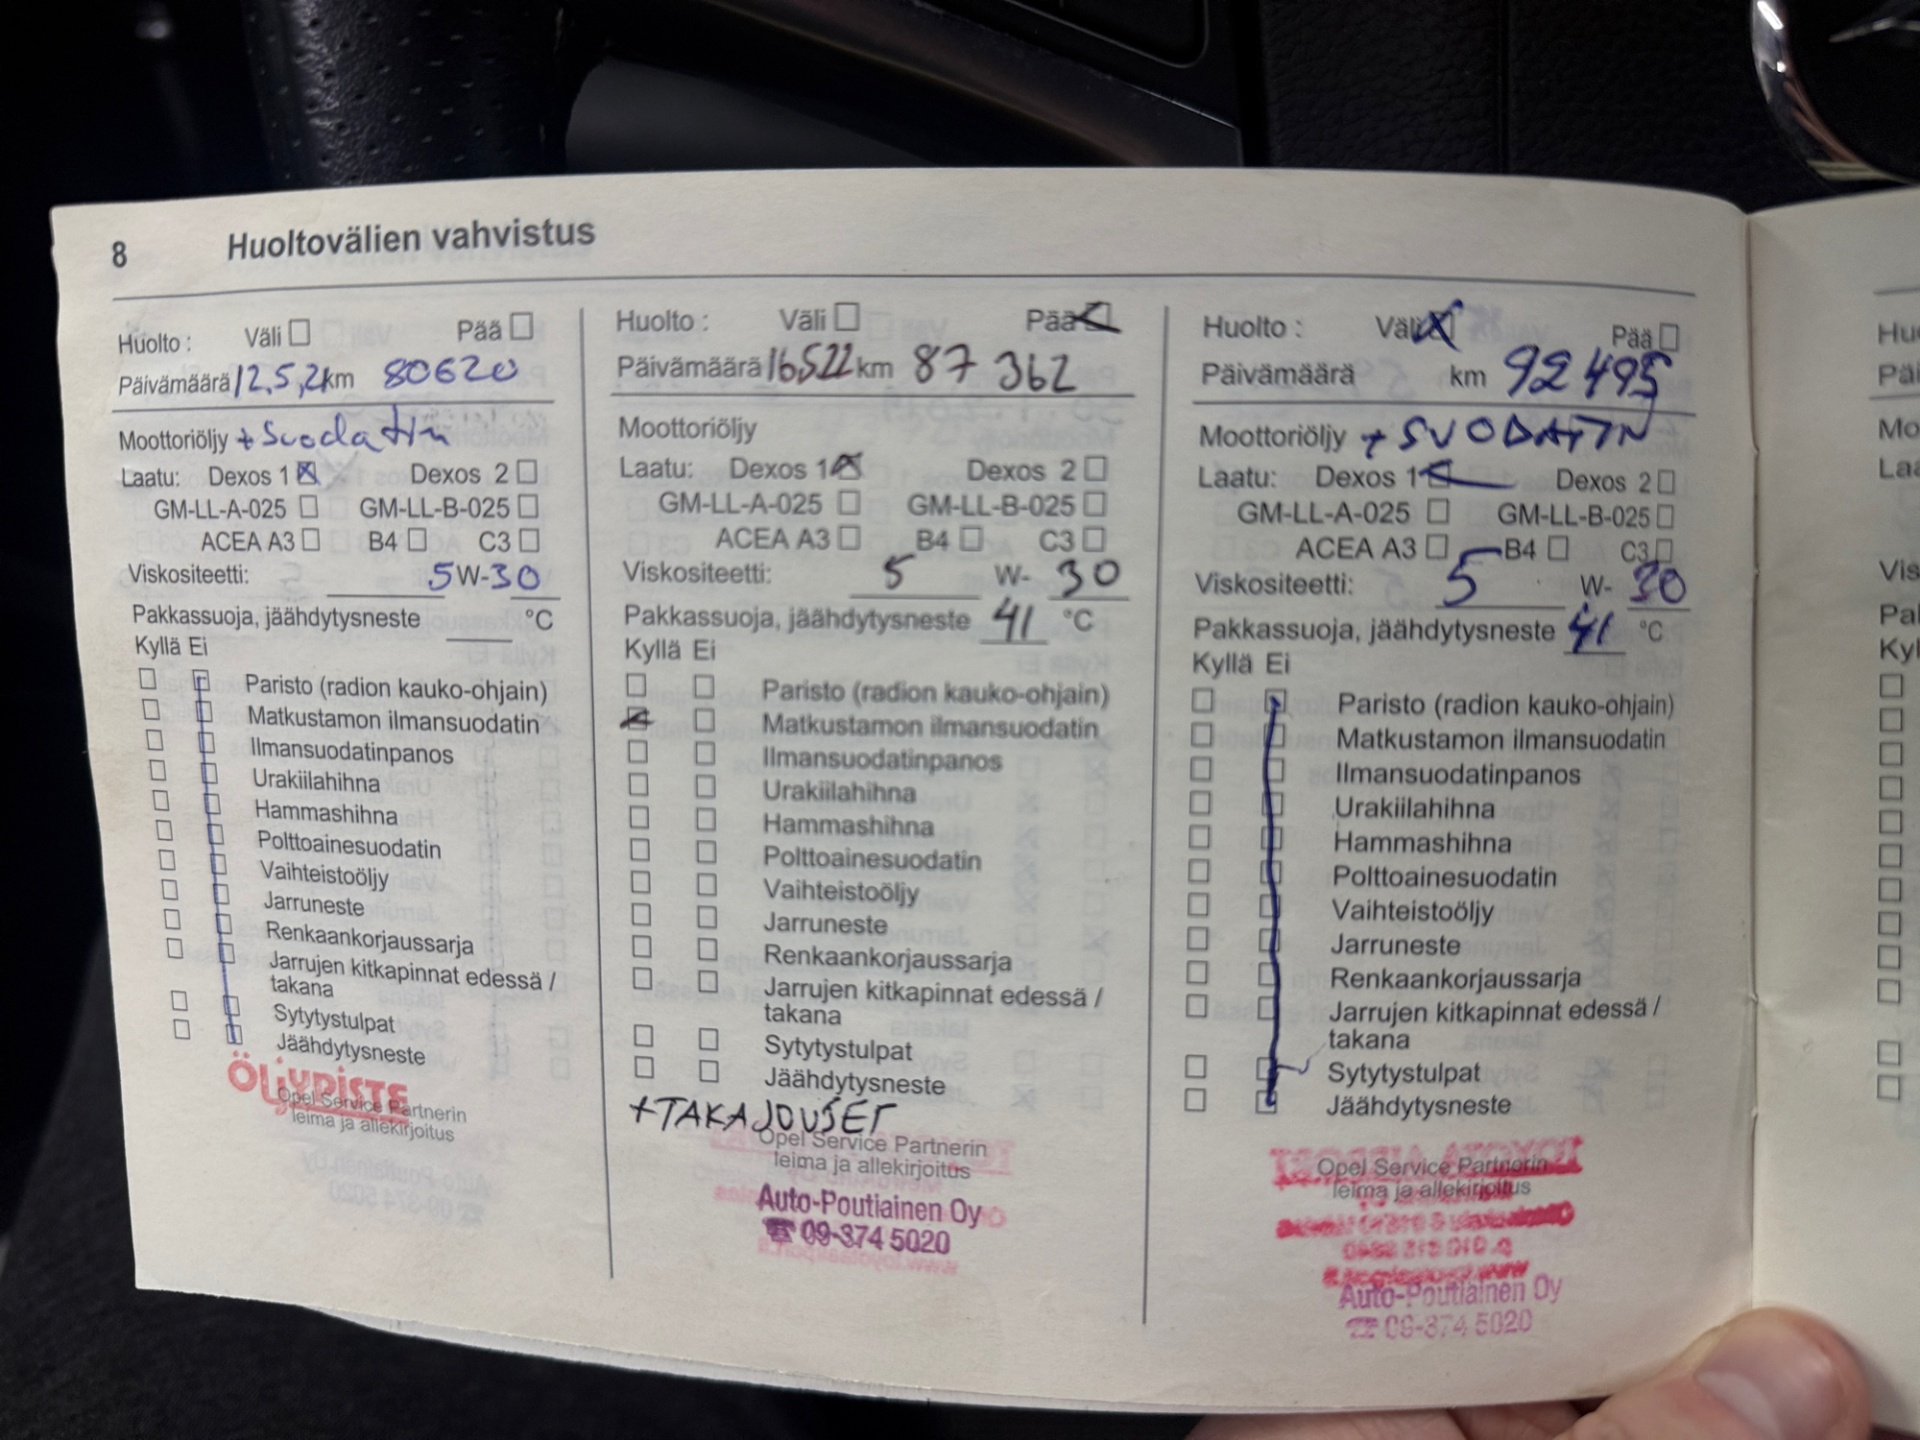 8 Huoltovälien vahvistus
Huolto : Väli Pää
Päivämäärä 12.5.21 km 80620
Moottoriöljy + Suodatin
Laatu: Dexos 1 Dexos 2
GM-LL-A-025 GM-LL-B-025
ACEA A3 B4 C3
Viskositeetti: 5 W- 30
Pakkassuoja, jäähdytysneste °C
Kyllä Ei
Paristo (radion kauko-ohjain)
Matkustamon ilmansuodatin
Ilmansuodatinpanos
Urakiilahihna
Hammashihna
Polttoainesuodatin
Vaihteistoöljy
Jarruneste
Renkaankorjaussarja
Jarrujen kitkapinnat edessä /
takana
Sytytystulpat
Jäähdytysneste
ÖLJYPISTE
Opel Service Partnerin
leima ja allekirjoitus
Huolto : Väli Pää
Päivämäärä 16.5.22 km 87 362
Moottoriöljy
Laatu: Dexos 1 Dexos 2
GM-LL-A-025 GM-LL-B-025
ACEA A3 B4 C3
Viskositeetti: 5 W- 30
Pakkassuoja, jäähdytysneste 41 °C
Kyllä Ei
Paristo (radion kauko-ohjain)
Matkustamon ilmansuodatin
Ilmansuodatinpanos
Urakiilahihna
Hammashihna
Polttoainesuodatin
Vaihteistoöljy
Jarruneste
Renkaankorjaussarja
Jarrujen kitkapinnat edessä /
takana
Sytytystulpat
Jäähdytysneste
+TAKAJOUSET
Opel Service Partnerin
leima ja allekirjoitus
Auto-Poutiainen Oy
☎ 09-374 5020
Huolto : Väli Pää
Päivämäärä km 92 495
Moottoriöljy + SUODATIN
Laatu: Dexos 1 Dexos 2
GM-LL-A-025 GM-LL-B-025
ACEA A3 B4 C3
Viskositeetti: 5 W- 30
Pakkassuoja, jäähdytysneste 41 °C
Kyllä Ei
Paristo (radion kauko-ohjain)
Matkustamon ilmansuodatin
Ilmansuodatinpanos
Urakiilahihna
Hammashihna
Polttoainesuodatin
Vaihteistoöljy
Jarruneste
Renkaankorjaussarja
Jarrujen kitkapinnat edessä /
takana
Sytytystulpat
Jäähdytysneste
Opel Service Partnerin
leima ja allekirjoitus
Auto-Poutiainen Oy
☎ 09-374 5020